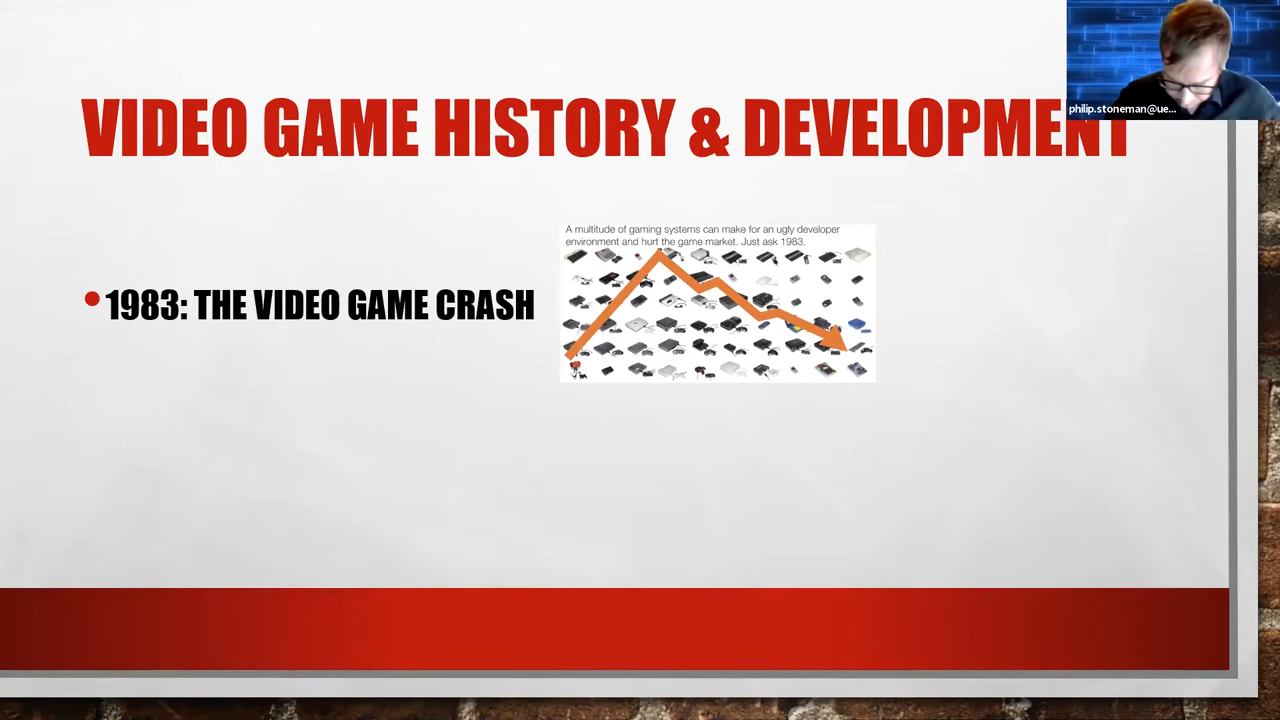 philip.stoneman@ue...
VIDEO GAME HISTORY & DEVELOPMENT
A multitude of gaming systems can make for an ugly developer
environment and hurt the game market. Just ask 1983.
•1983: THE VIDEO GAME CRASH